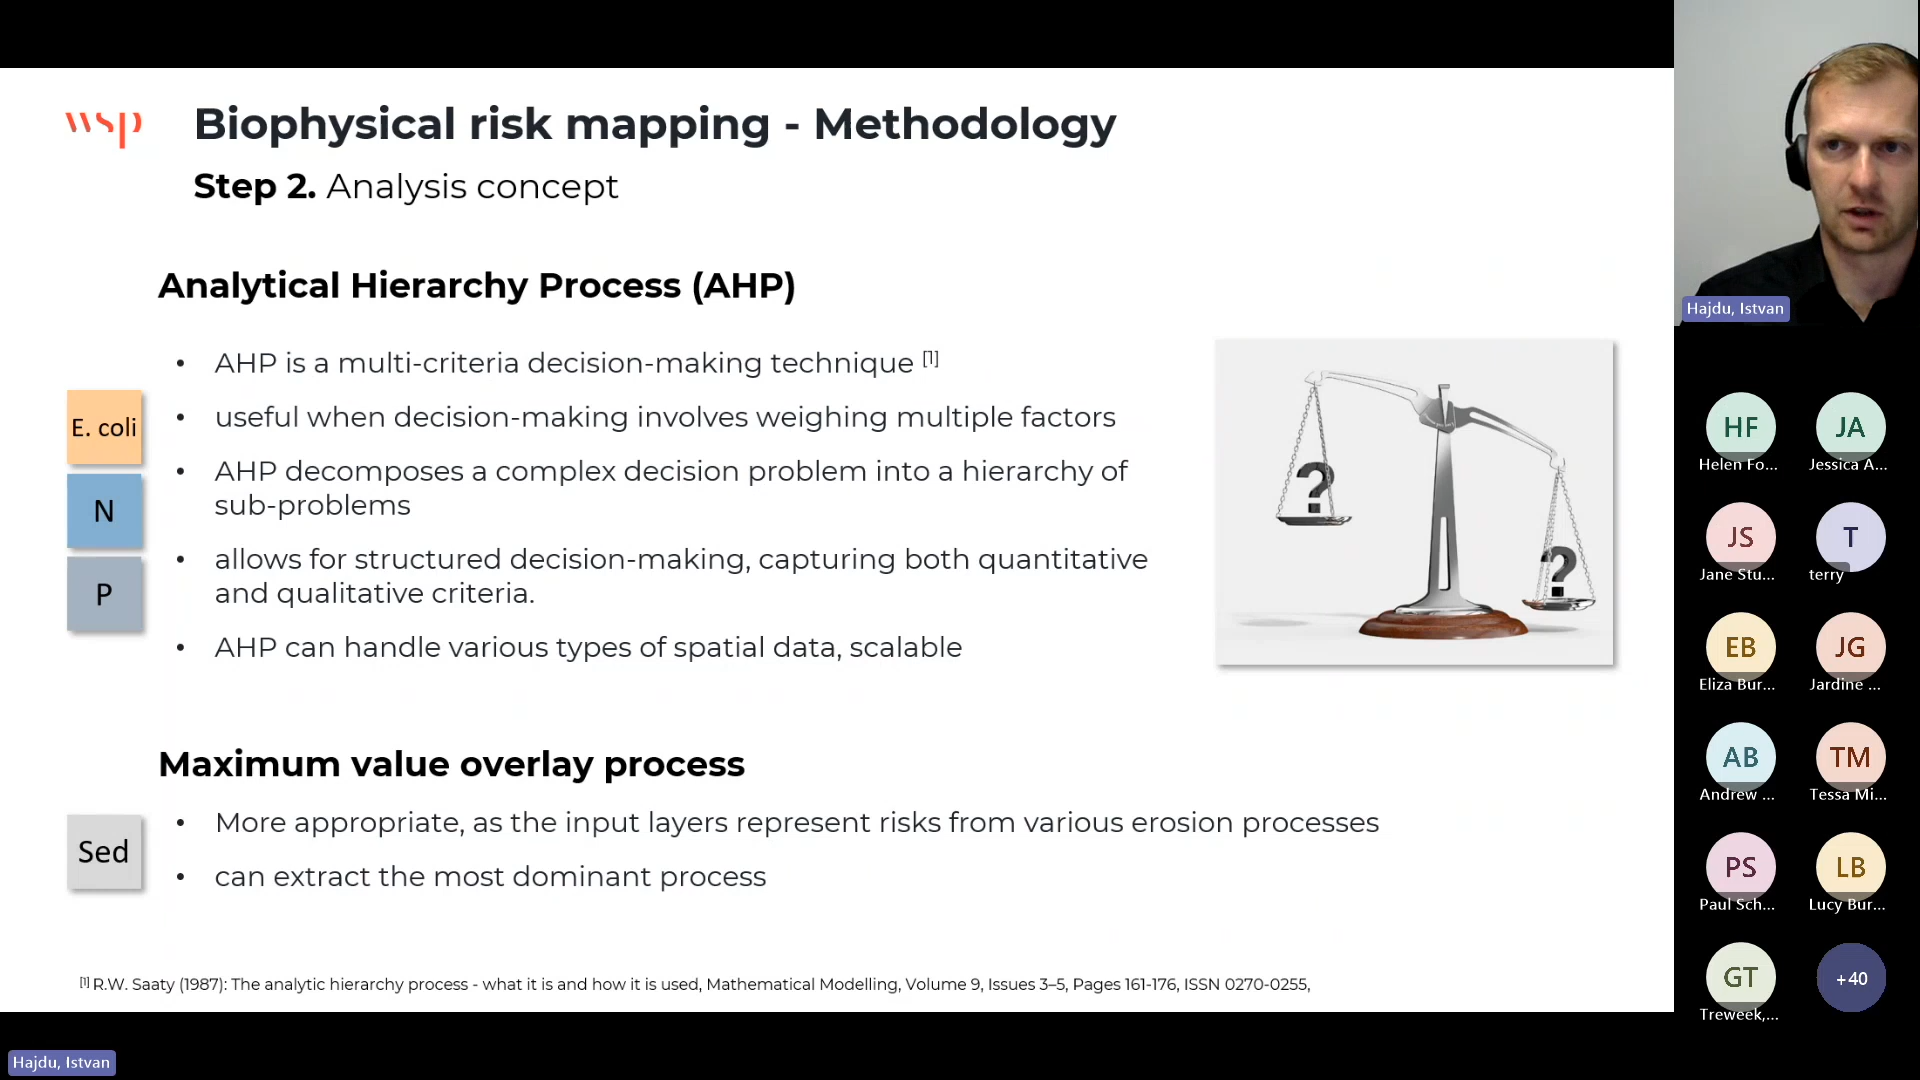 wsp
Biophysical risk mapping - Methodology
Step 2. Analysis concept
Analytical Hierarchy Process (AHP)
• AHP is a multi-criteria decision-making technique [1]
• useful when decision-making involves weighing multiple factors
• AHP decomposes a complex decision problem into a hierarchy of
sub-problems
• allows for structured decision-making, capturing both quantitative
and qualitative criteria.
• AHP can handle various types of spatial data, scalable
E. coli
N
P
? ?
Maximum value overlay process
Sed
• More appropriate, as the input layers represent risks from various erosion processes
• can extract the most dominant process
[1] R.W. Saaty (1987): The analytic hierarchy process - what it is and how it is used, Mathematical Modelling, Volume 9, Issues 3–5, Pages 161-176, ISSN 0270-0255,
Hajdu, Istvan
Hajdu, Istvan
HF JA
Helen Fo... Jessica A...
JS T
Jane Stu... terry
EB JG
Eliza Bur... Jardine ...
AB TM
Andrew ... Tessa Mi...
PS LB
Paul Sch... Lucy Bur...
GT +40
Treweek,...